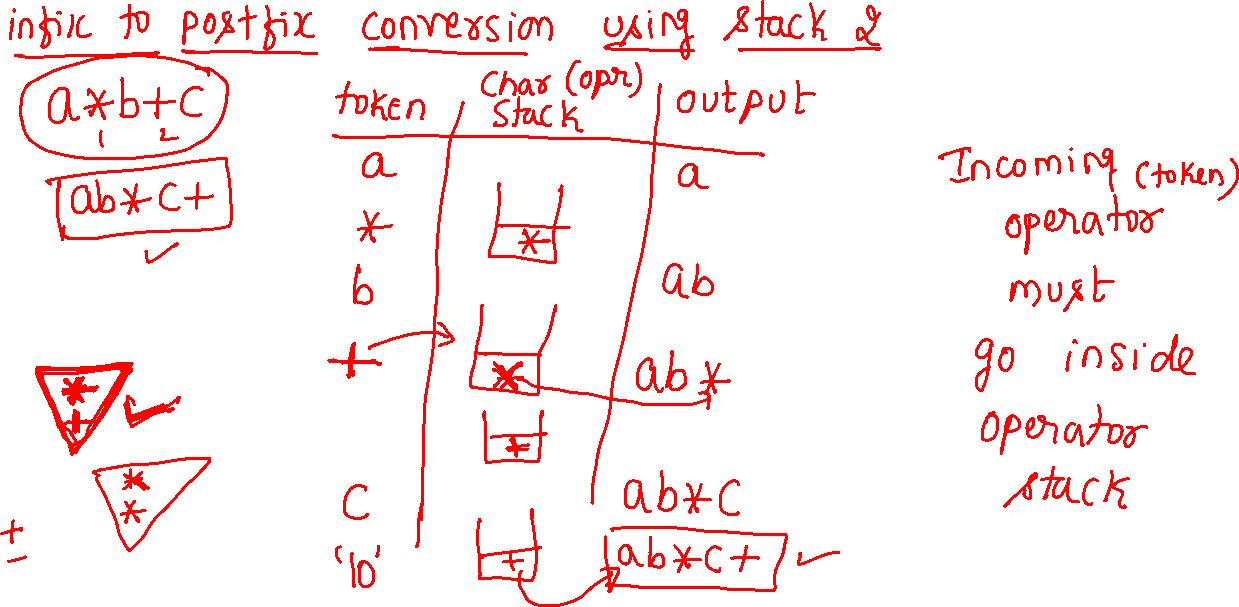 infix to postfix conversion using stack 2
a*b+c
1 2
ab*c+
token char (opr) stack output
a a
* *
b ab
+ * ab*
+
c ab*c
'\0' + ab*c+
Incoming (token)
operator
must
go inside
operator
stack
*
+
*
*
+
-